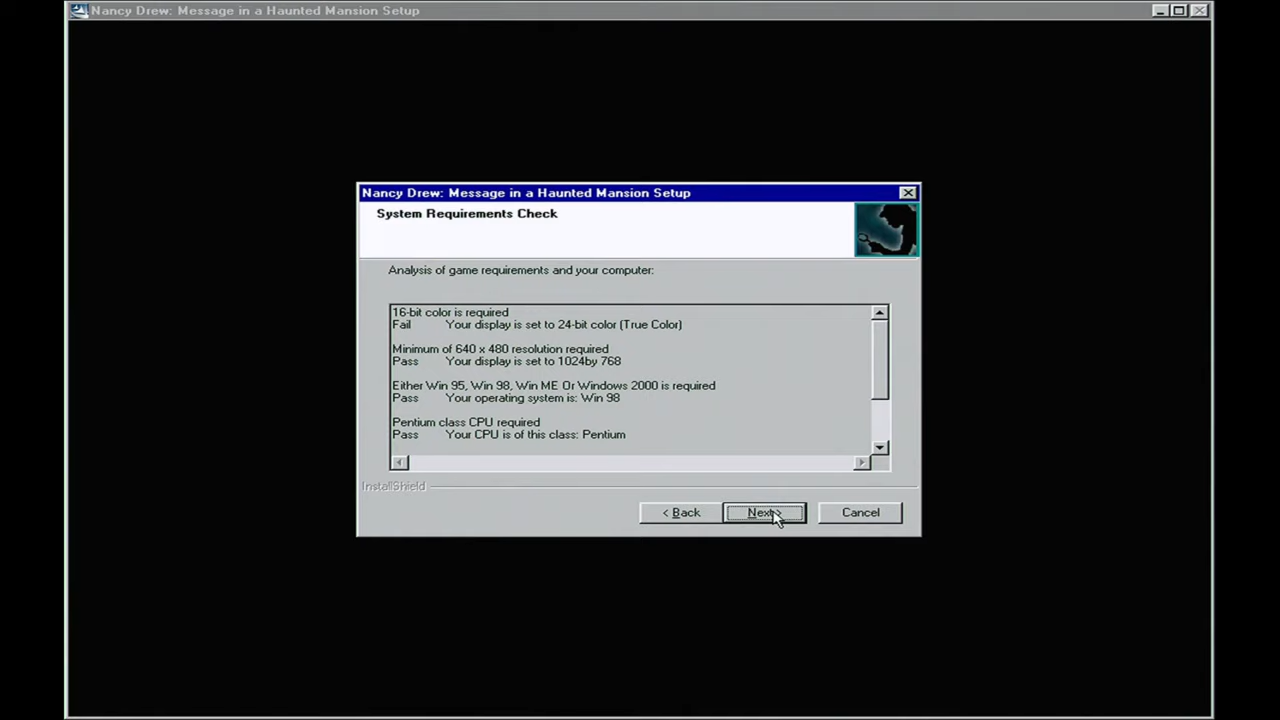 Nancy Drew: Message in a Haunted Mansion Setup
Nancy Drew: Message in a Haunted Mansion Setup
System Requirements Check
Analysis of game requirements and your computer:
16-bit color is required
Fail Your display is set to 24-bit color (True Color)
Minimum of 640 x 480 resolution required
Pass Your display is set to 1024by 768
Either Win 95, Win 98, Win ME Or Windows 2000 is required
Pass Your operating system is: Win 98
Pentium class CPU required
Pass Your CPU is of this class: Pentium
InstallShield
< Back Next > Cancel